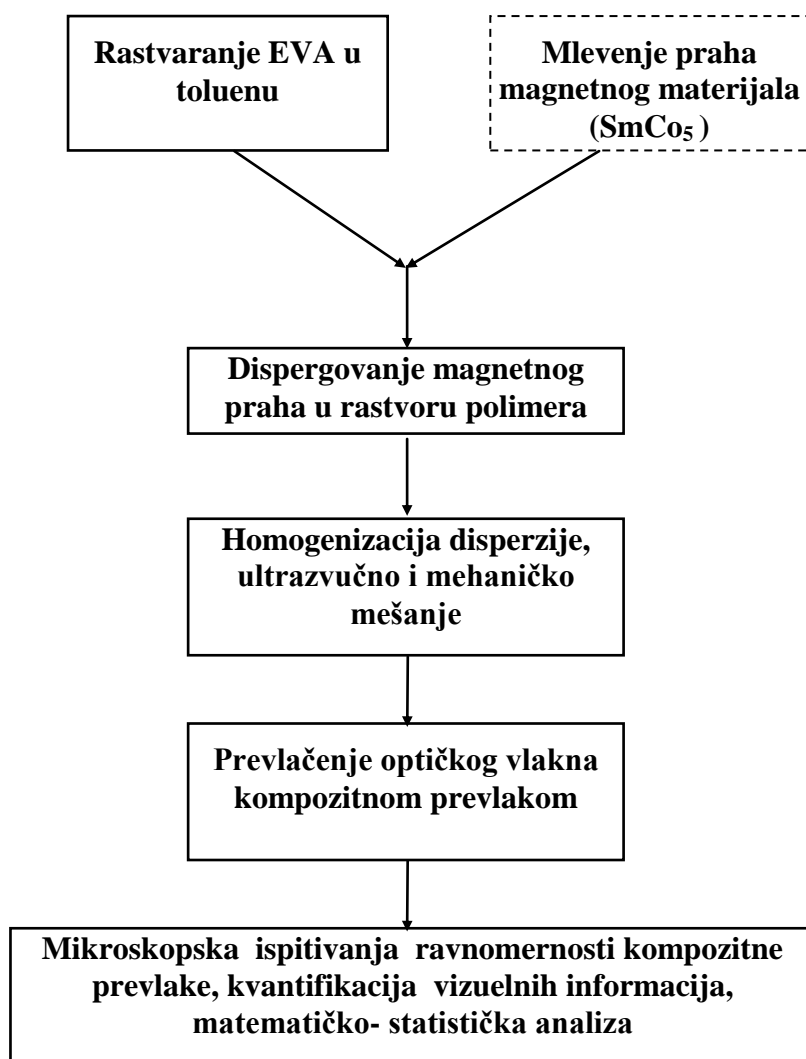 Rastvaranje EVA u
toluenu
Mlevenje praha
magnetnog materijala
(SmCo₅ )
Dispergovanje magnetnog
praha u rastvoru polimera
Homogenizacija disperzije,
ultrazvučno i mehaničko
mešanje
Prevlačenje optičkog vlakna
kompozitnom prevlakom
Mikroskopska ispitivanja ravnomernosti kompozitne
prevlake, kvantifikacija vizuelnih informacija,
matematičko- statistička analiza